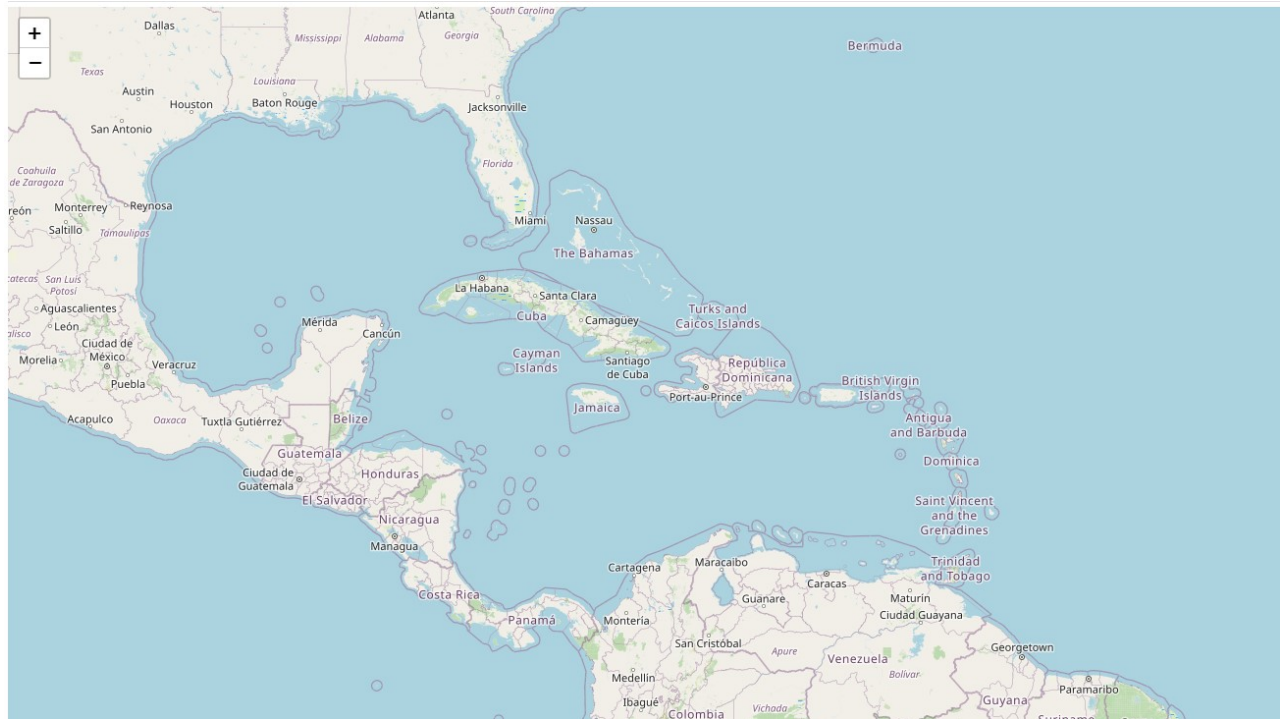 +
−
Dallas
Atlanta
South Carolina
Mississippi
Alabama
Georgia
Bermuda
Texas
Louisiana
Austin
Houston
Baton Rouge
Jacksonville
San Antonio
Coahuila
de Zaragoza
Florida
Monterrey
Reynosa
reón
Saltillo
Tamaulipas
Miami
Nassau
The Bahamas
catecas
San Luis
Potosí
La Habana
Santa Clara
Aguascalientes
León
alisco
Mérida
Cancún
Cuba
Camagüey
Turks and
Caicos Islands
Ciudad de
México
Morelia
Veracruz
Puebla
Cayman
Islands
Santiago
de Cuba
República
Dominicana
Port-au-Prince
British Virgin
Islands
Acapulco
Oaxaca
Tuxtla Gutiérrez
Belize
Jamaica
Antigua
and Barbuda
Guatemala
Ciudad de
Guatemala
Honduras
Dominica
El Salvador
Nicaragua
Saint Vincent
and the
Grenadines
Managua
Cartagena
Maracaibo
Caracas
Trinidad
and Tobago
Costa Rica
Guanare
Maturín
Ciudad Guayana
Panamá
Montería
San Cristóbal
Apure
Venezuela
Georgetown
Medellín
Bolívar
Paramaribo
Ibagué
Colombia
Vichada
Guyana
Suriname